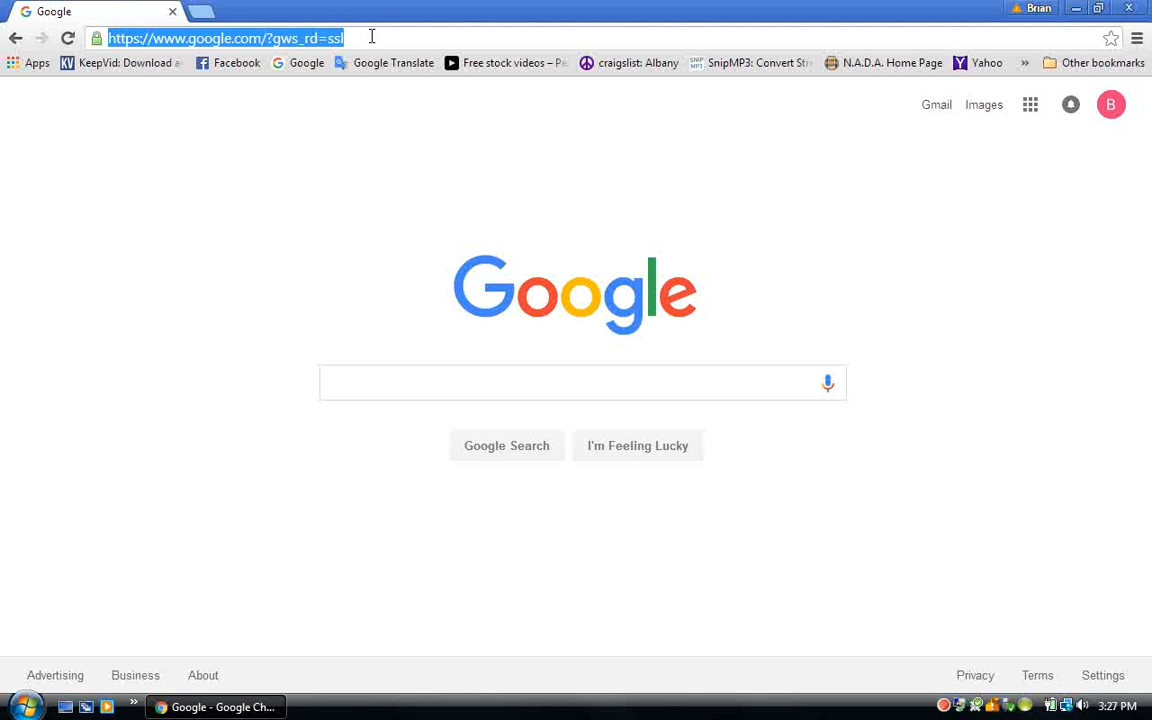 Google
Brian
https://www.google.com/?gws_rd=ssl
Apps KeepVid: Download a Facebook Google Google Translate Free stock videos – Pe craigslist: Albany SnipMP3: Convert Str N.A.D.A. Home Page Yahoo » Other bookmarks
Gmail Images B
Google
Google Search I'm Feeling Lucky
Advertising Business About Privacy Terms Settings
» Google - Google Ch... 3:27 PM